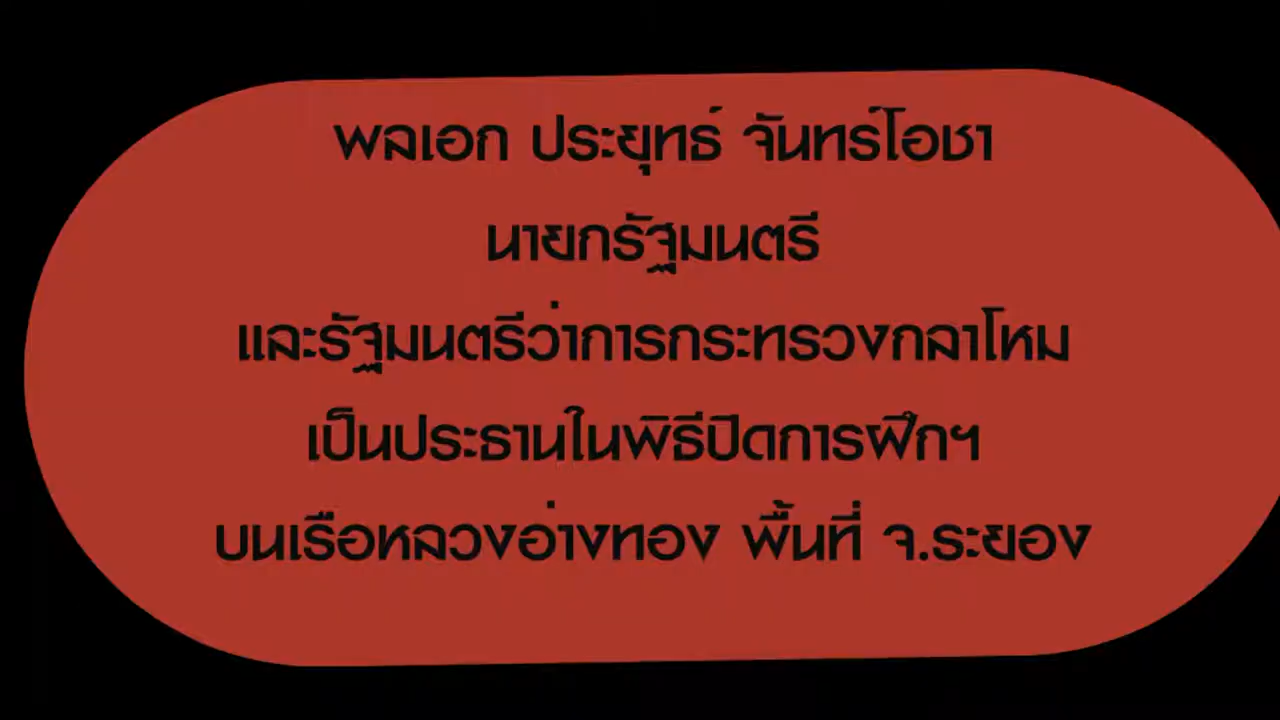 พลเอก ประยุทธ์ จันทร์โอชา
นายกรัฐมนตรี
และรัฐมนตรีว่าการกระทรวงกลาโหม
เป็นประธานในพิธีปิดการฝึกฯ
บนเรือหลวงอ่างทอง พื้นที่ จ.ระยอง